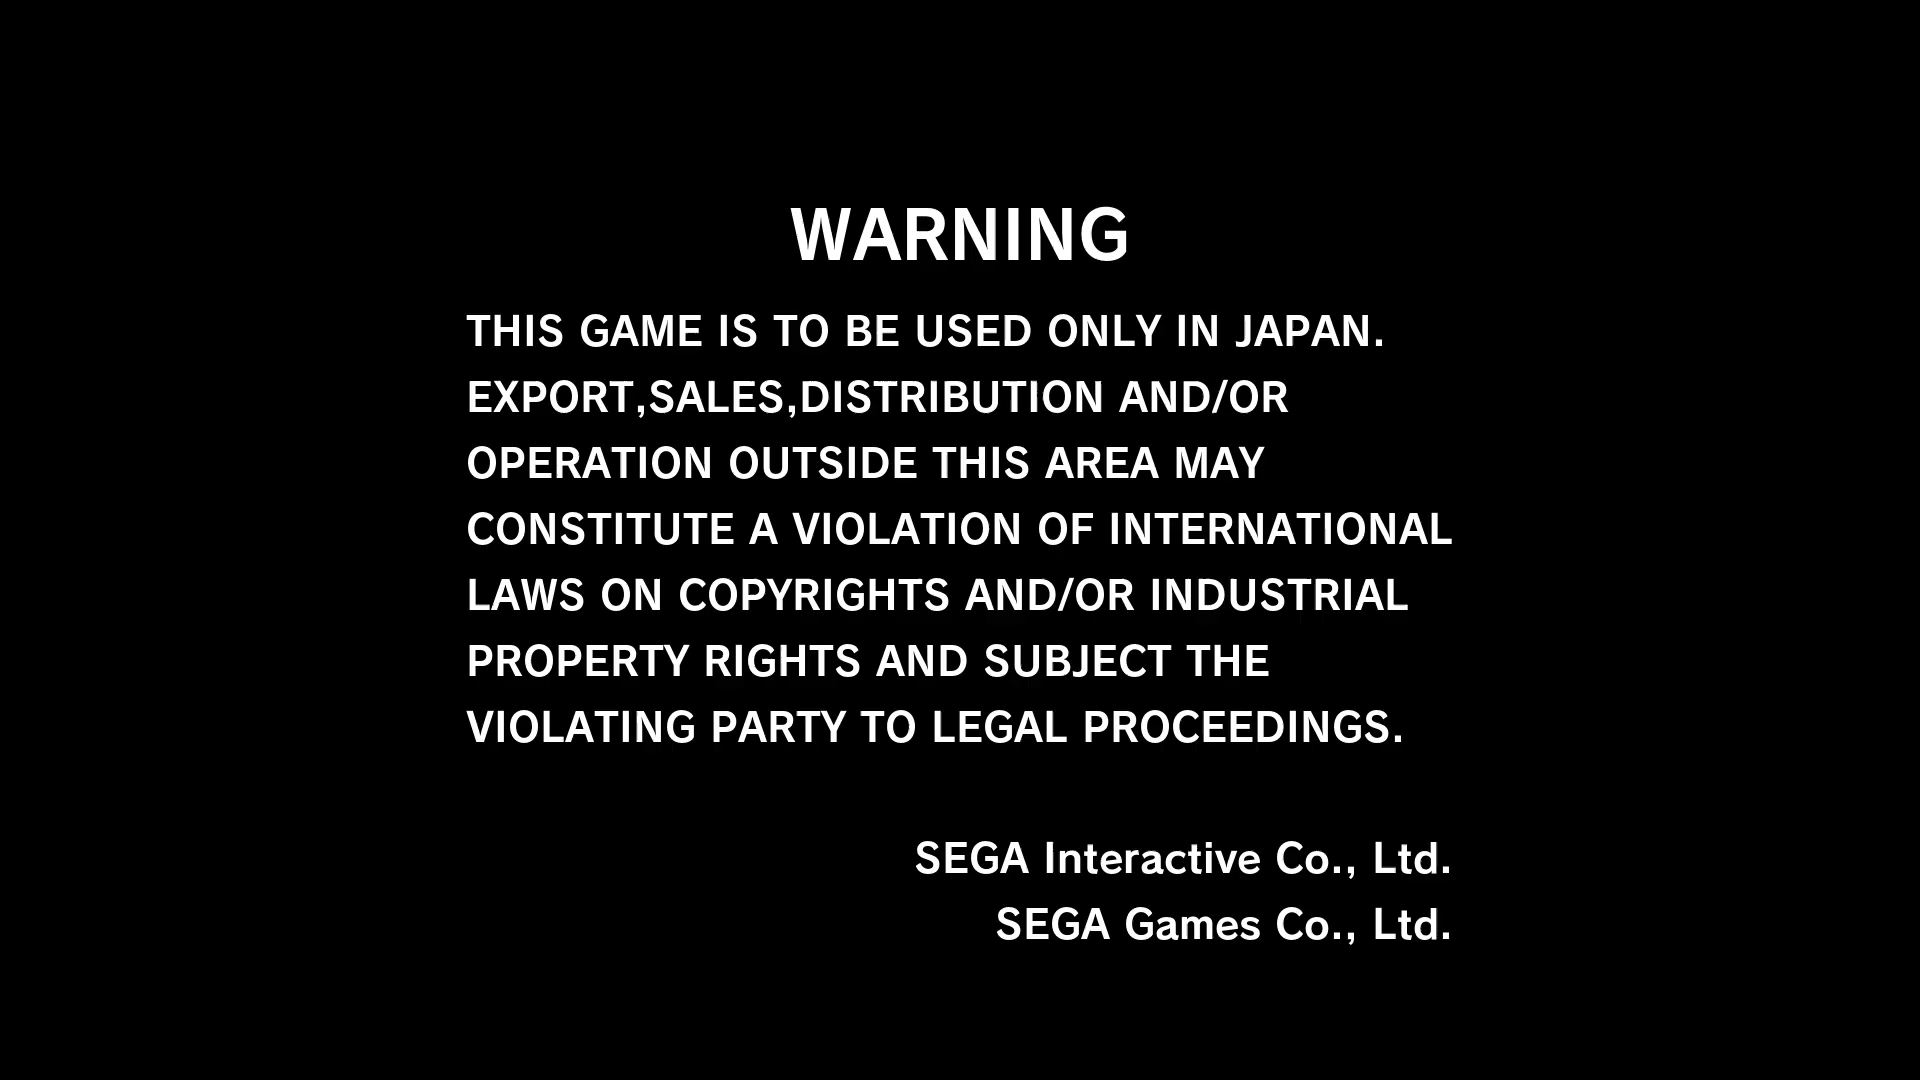 WARNING
THIS GAME IS TO BE USED ONLY IN JAPAN.
EXPORT,SALES,DISTRIBUTION AND/OR
OPERATION OUTSIDE THIS AREA MAY
CONSTITUTE A VIOLATION OF INTERNATIONAL
LAWS ON COPYRIGHTS AND/OR INDUSTRIAL
PROPERTY RIGHTS AND SUBJECT THE
VIOLATING PARTY TO LEGAL PROCEEDINGS.
SEGA Interactive Co., Ltd.
SEGA Games Co., Ltd.